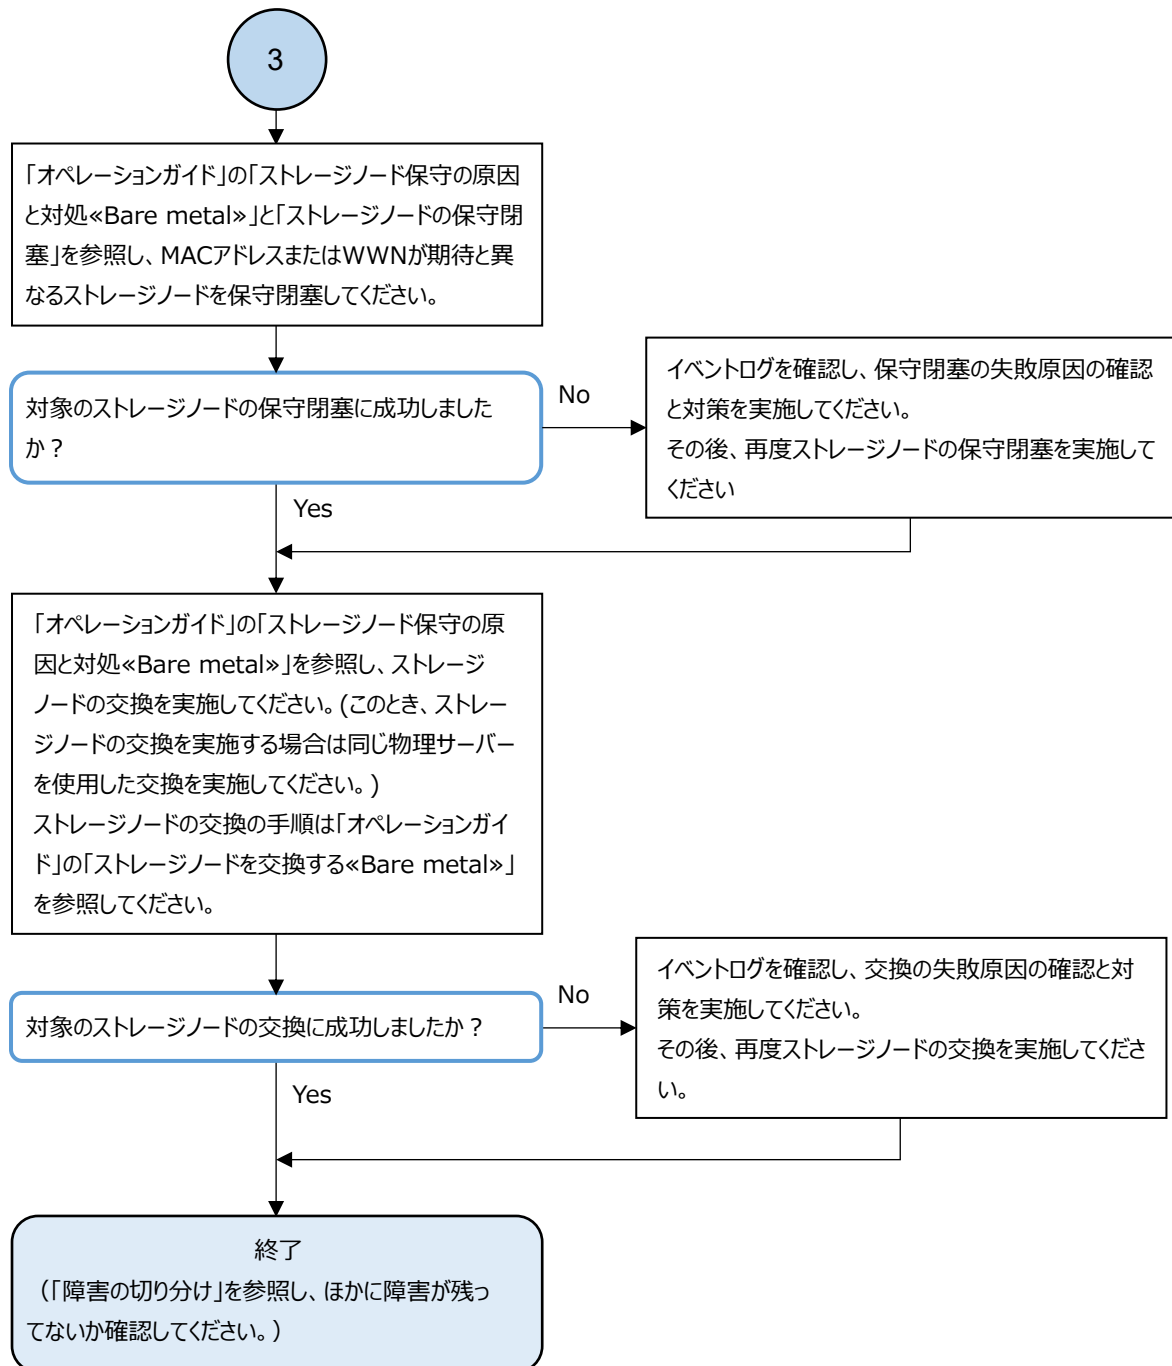 3
「オペレーションガイド」の「ストレージノード保守の原因
と対処«Bare metal»」と「ストレージノードの保守閉
塞」を参照し、MACアドレスまたはWWNが期待と異
なるストレージノードを保守閉塞してください。
対象のストレージノードの保守閉塞に成功しました
か？
No
イベントログを確認し、保守閉塞の失敗原因の確認
と対策を実施してください。
その後、再度ストレージノードの保守閉塞を実施して
ください
Yes
「オペレーションガイド」の「ストレージノード保守の原
因と対処«Bare metal»」を参照し、ストレージ
ノードの交換を実施してください。(このとき、ストレー
ジノードの交換を実施する場合は同じ物理サーバー
を使用した交換を実施してください。)
ストレージノードの交換の手順は「オペレーションガイ
ド」の「ストレージノードを交換する«Bare metal»」
を参照してください。
対象のストレージノードの交換に成功しましたか？
No
イベントログを確認し、交換の失敗原因の確認と対
策を実施してください。
その後、再度ストレージノードの交換を実施してくださ
い。
Yes
終了
（「障害の切り分け」を参照し、ほかに障害が残っ
てないか確認してください。）